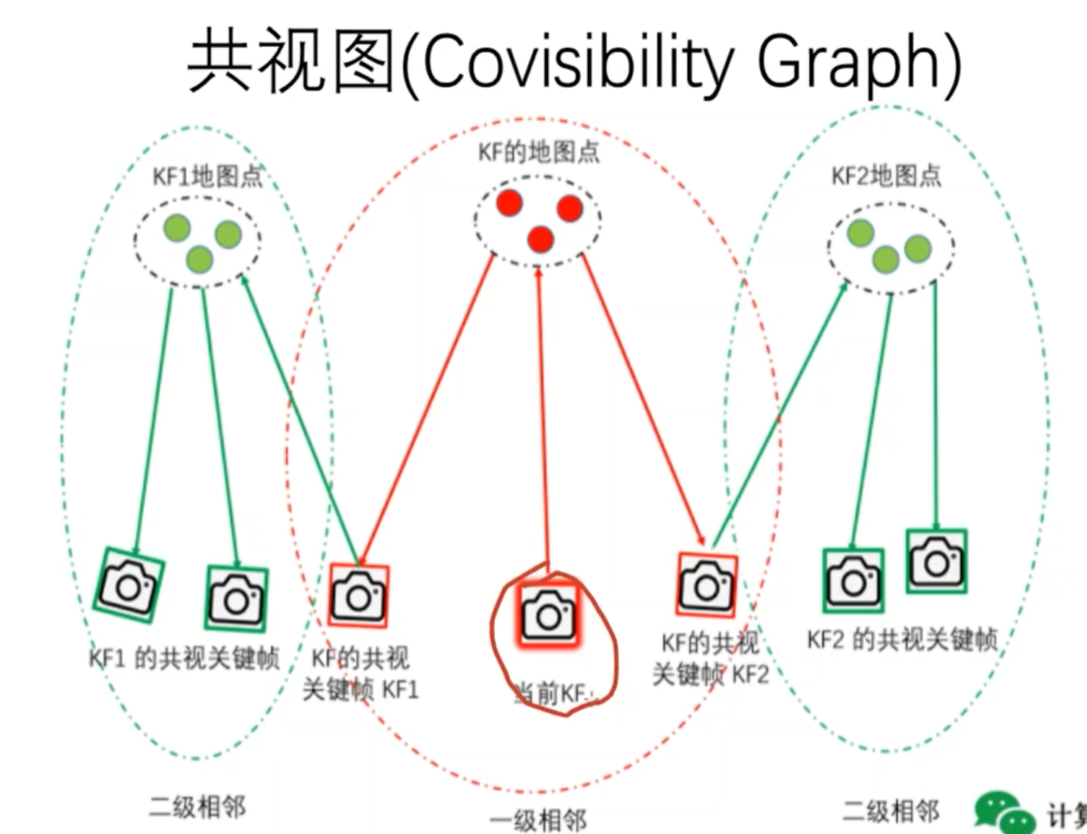 共视图(Covisibility Graph)
KF1地图点
KF的地图点
KF2地图点
KF1 的共视关键帧
KF的共视
关键帧 KF1
当前KF
KF的共视
关键帧 KF2
KF2 的共视关键帧
二级相邻
一级相邻
二级相邻
计算